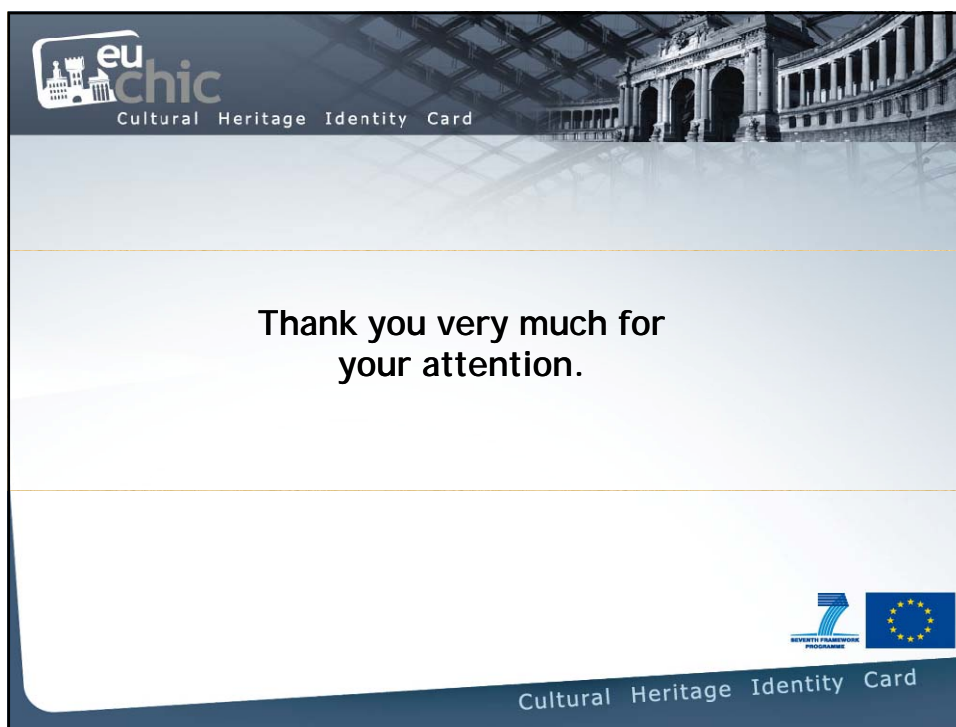 eu
chic
Cultural Heritage Identity Card
Thank you very much for
your attention.
SEVENTH FRAMEWORK
PROGRAMME
Cultural Heritage Identity Card